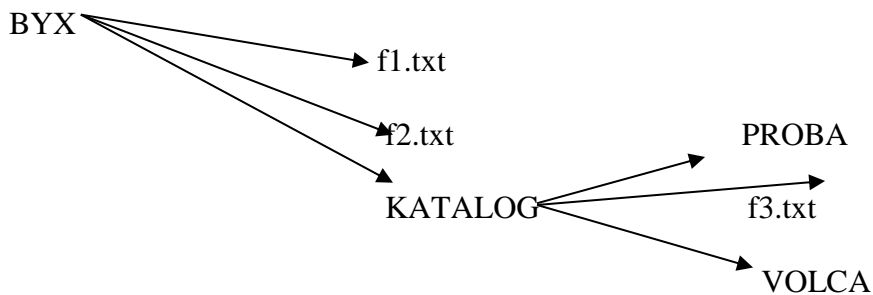 BYX
f1.txt
f2.txt
PROBA
KATALOG
f3.txt
VOLCA